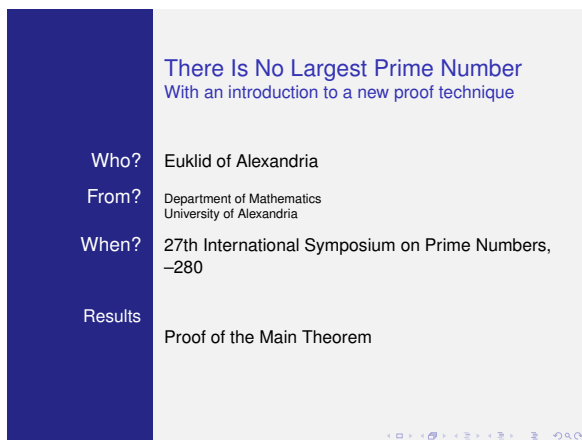 There Is No Largest Prime Number
With an introduction to a new proof technique
Who? Euklid of Alexandria
From? Department of Mathematics
University of Alexandria
When? 27th International Symposium on Prime Numbers,
–280
Results
Proof of the Main Theorem